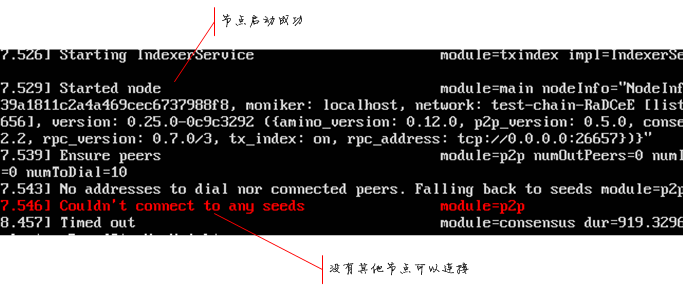 节点启动成功
7.526] Starting IndexerService module=txindex impl=IndexerSe
7.529] Started node module=main nodeInfo="NodeInf
39a1811c2a4a469cec6737988f8, moniker: localhost, network: test-chain-RaDCeE [list
656], version: 0.25.0-0c9c3292 ({amino_version: 0.12.0, p2p_version: 0.5.0, conse
2.2, rpc_version: 0.7.0/3, tx_index: on, rpc_address: tcp://0.0.0.0:26657})}"
7.539] Ensure peers module=p2p numOutPeers=0 numI
=0 numToDial=10
7.543] No addresses to dial nor connected peers. Falling back to seeds module=p2p
7.546] Couldn't connect to any seeds module=p2p
8.457] Timed out module=consensus dur=919.3296
没有其他节点可以连接